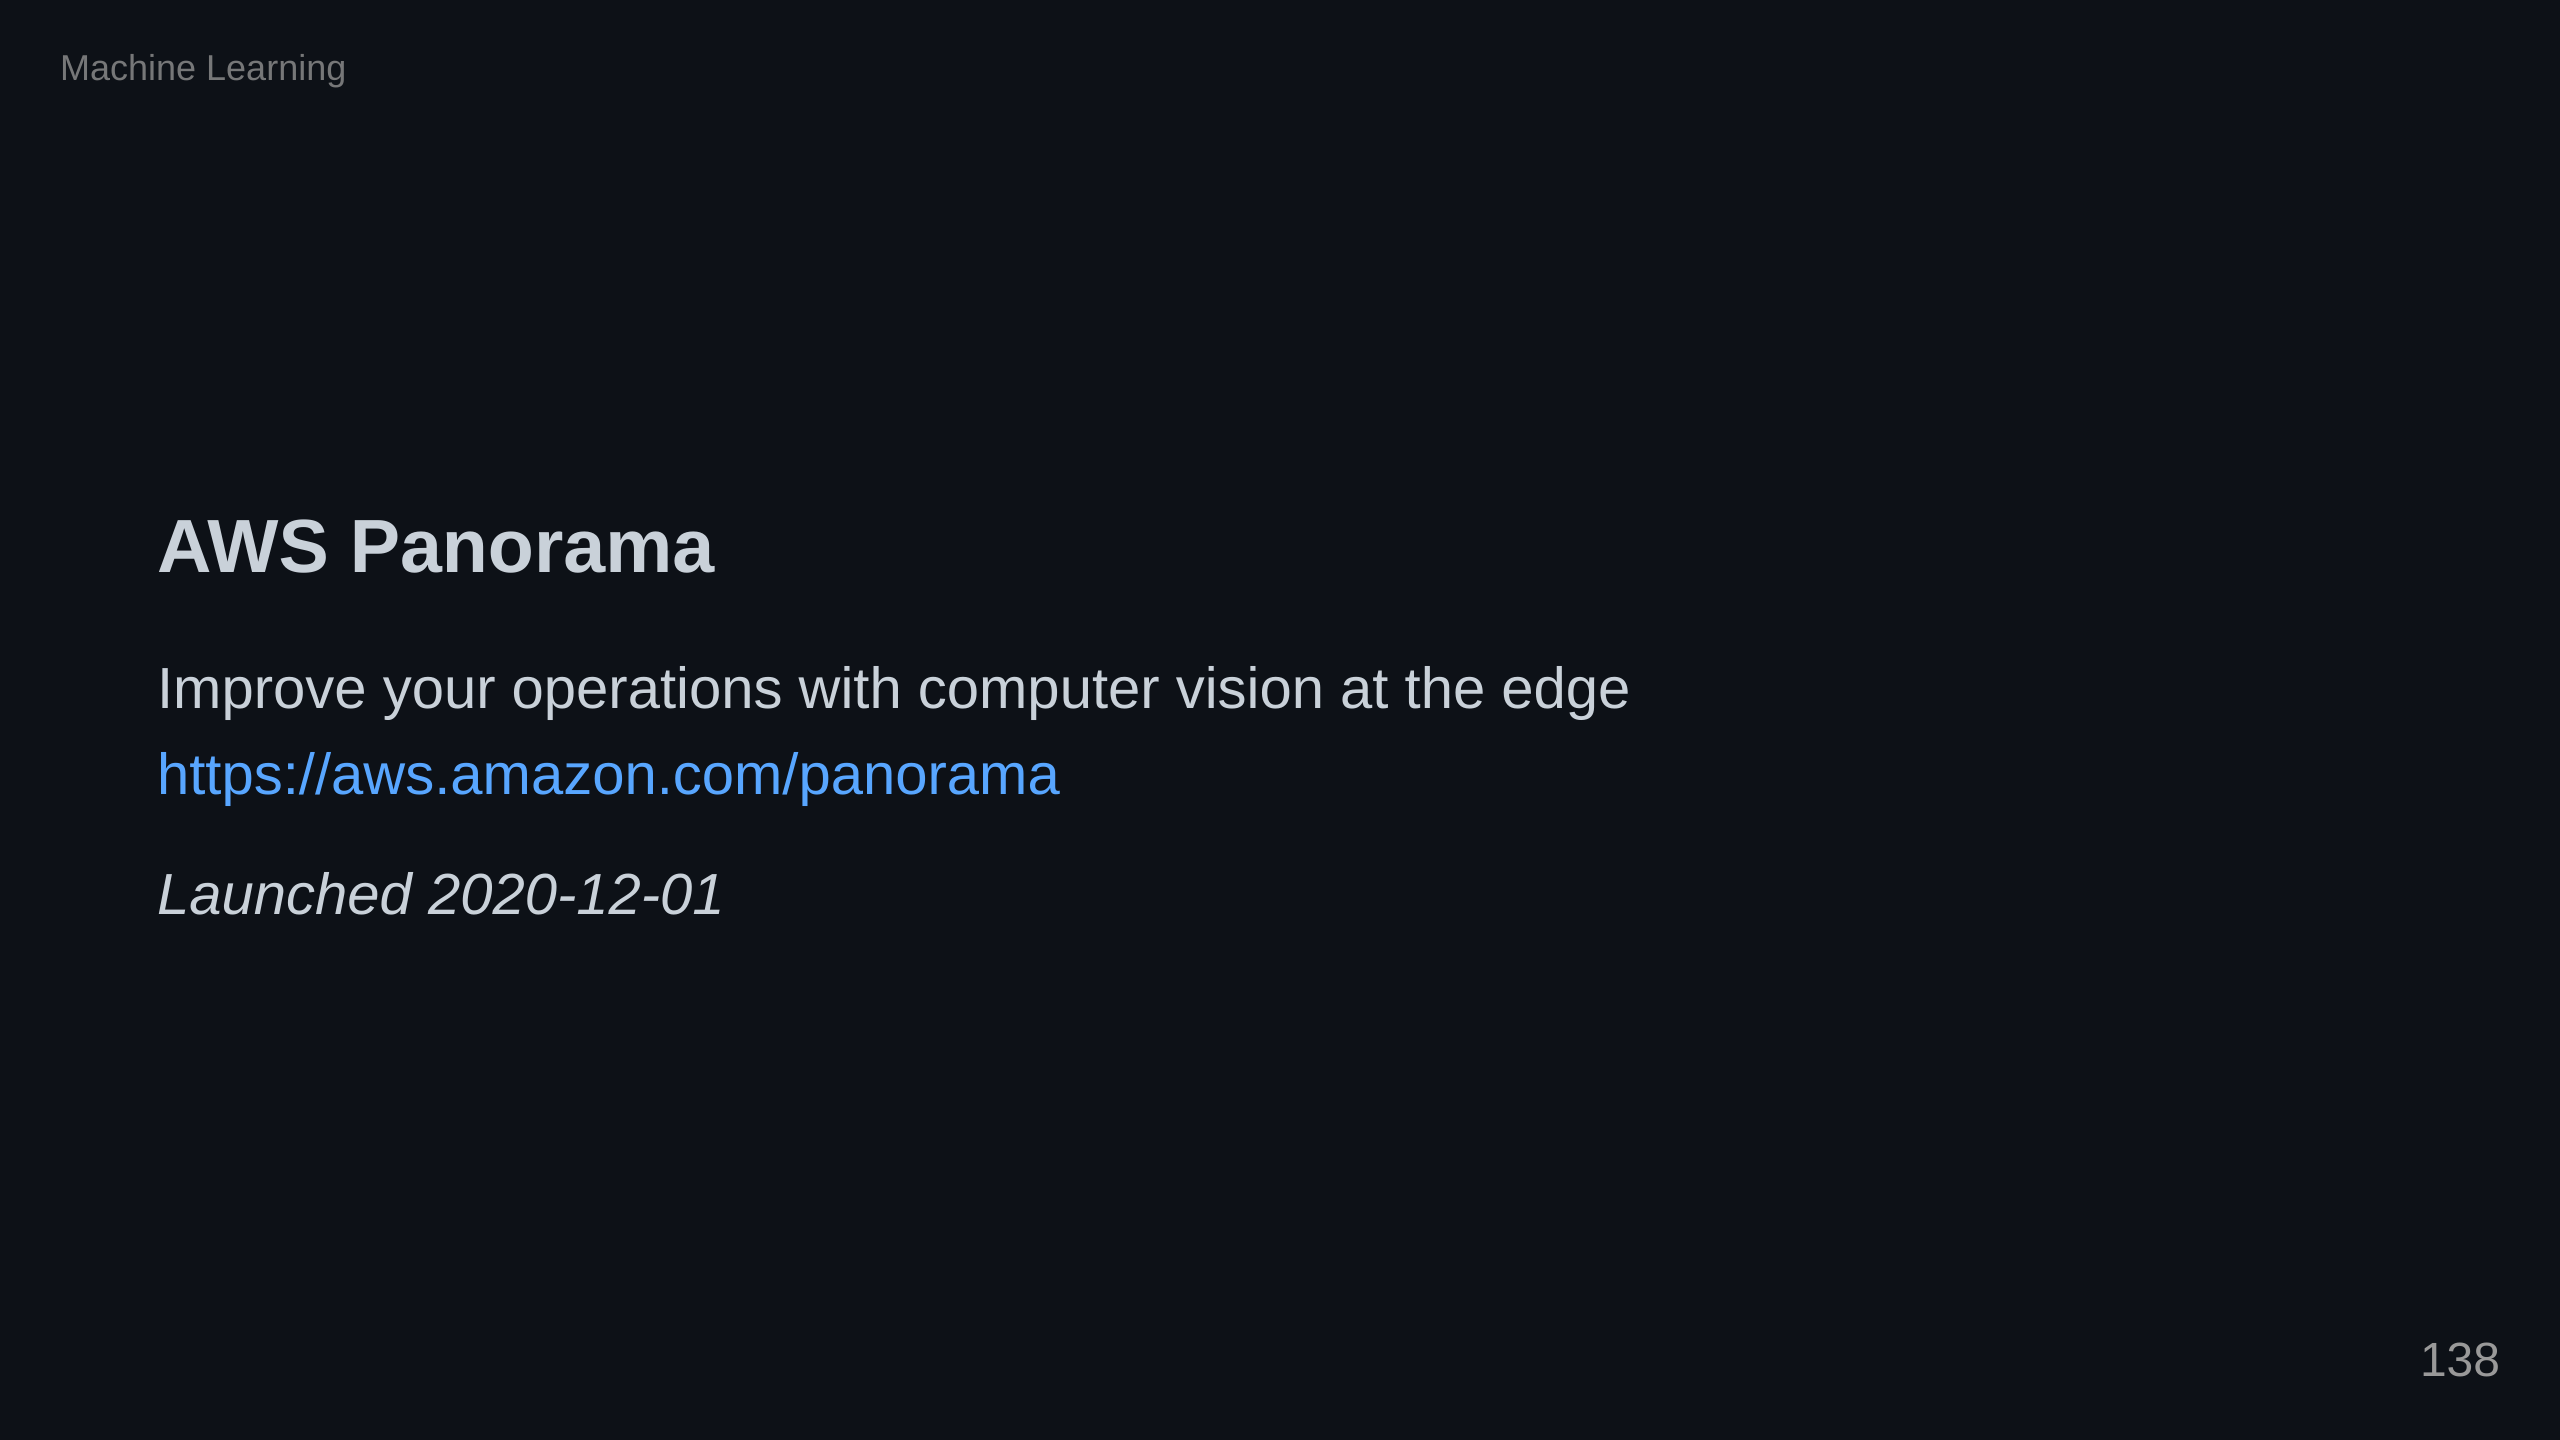 Machine Learning
AWS Panorama
Improve your operations with computer vision at the edge
https://aws.amazon.com/panorama
Launched 2020-12-01
138